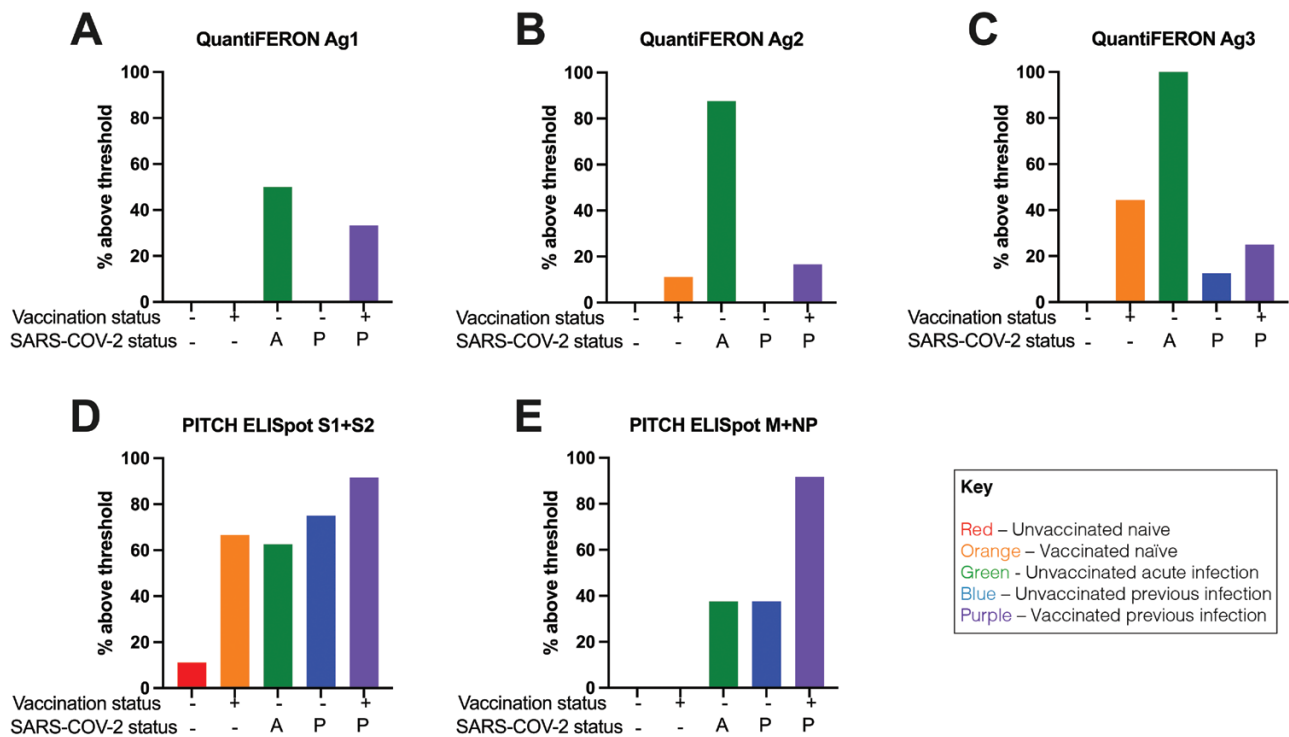 A
QuantiFERON Ag1
% above threshold
100
80
60
40
20
0
Vaccination status - + - - +
SARS-COV-2 status - - A P P
B
QuantiFERON Ag2
% above threshold
100
80
60
40
20
0
Vaccination status - + - - +
SARS-COV-2 status - - A P P
C
QuantiFERON Ag3
% above threshold
100
80
60
40
20
0
Vaccination status - + - - +
SARS-COV-2 status - - A P P
D
PITCH ELISpot S1+S2
% above threshold
100
80
60
40
20
0
Vaccination status - + - - +
SARS-COV-2 status - - A P P
E
PITCH ELISpot M+NP
% above threshold
100
80
60
40
20
0
Vaccination status - + - - +
SARS-COV-2 status - - A P P
Key
Red – Unvaccinated naive
Orange – Vaccinated naïve
Green - Unvaccinated acute infection
Blue – Unvaccinated previous infection
Purple – Vaccinated previous infection